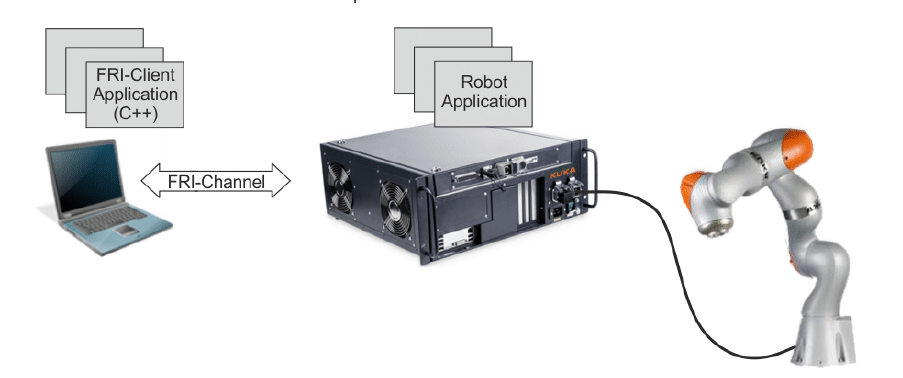 FRI-Client
Application
(C++)
Robot
Application
FRI-Channel
KUKA